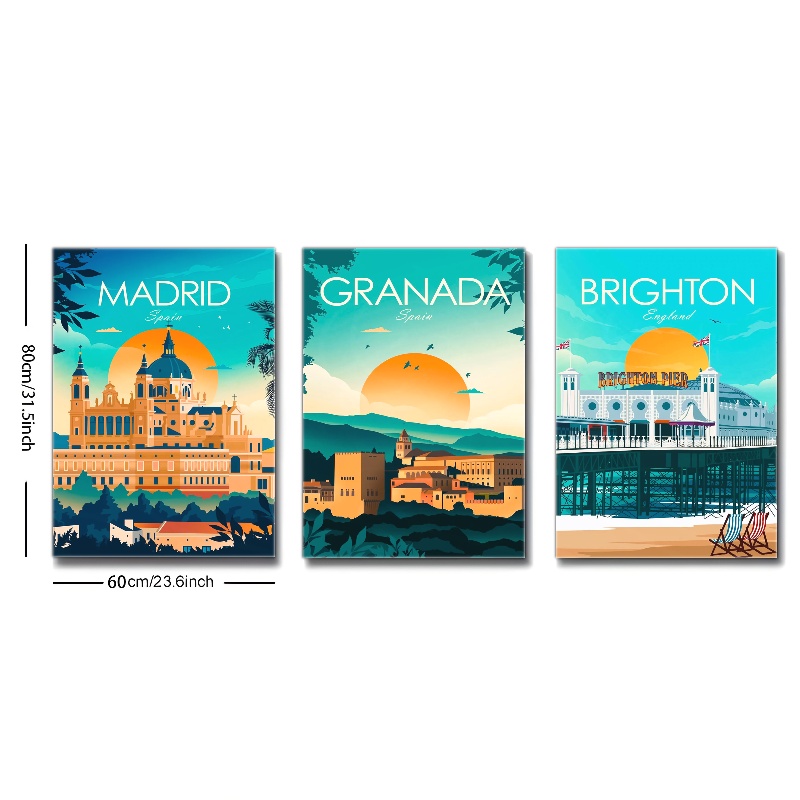 MADRID
Spain
GRANADA
Spain
BRIGHTON
England
BRIGHTON PIER
80cm/31.5inch
60cm/23.6inch